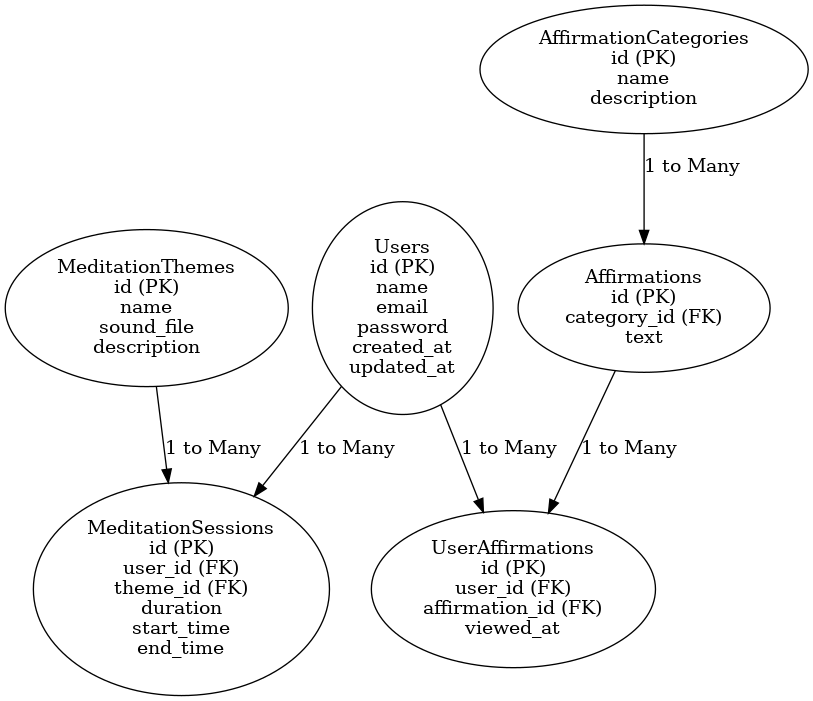 AffirmationCategories
id (PK)
name
description
1 to Many
MeditationThemes
id (PK)
name
sound_file
description
Users
id (PK)
name
email
password
created_at
updated_at
Affirmations
id (PK)
category_id (FK)
text
1 to Many
1 to Many
1 to Many
1 to Many
MeditationSessions
id (PK)
user_id (FK)
theme_id (FK)
duration
start_time
end_time
UserAffirmations
id (PK)
user_id (FK)
affirmation_id (FK)
viewed_at